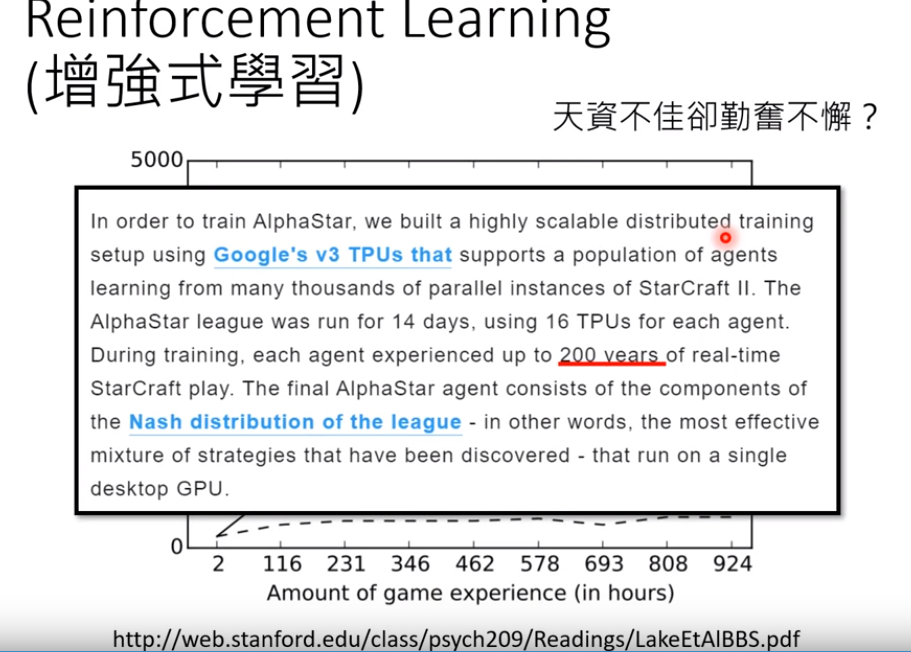 Reinforcement Learning
(增強式學習)
天資不佳卻勤奮不懈？
5000
In order to train AlphaStar, we built a highly scalable distributed training
setup using Google's v3 TPUs that supports a population of agents
learning from many thousands of parallel instances of StarCraft II. The
AlphaStar league was run for 14 days, using 16 TPUs for each agent.
During training, each agent experienced up to 200 years of real-time
StarCraft play. The final AlphaStar agent consists of the components of
the Nash distribution of the league - in other words, the most effective
mixture of strategies that have been discovered - that run on a single
desktop GPU.
0
2 116 231 346 462 578 693 808 924
Amount of game experience (in hours)
http://web.stanford.edu/class/psych209/Readings/LakeEtAlBBS.pdf